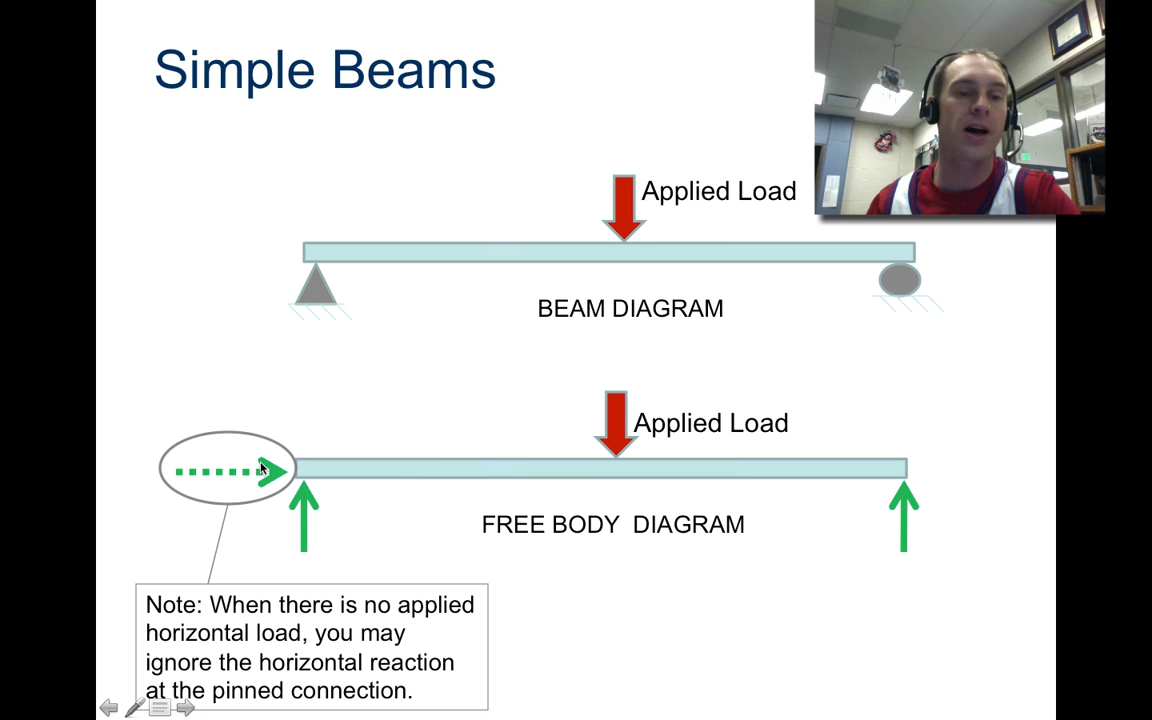 Simple Beams
Applied Load
BEAM DIAGRAM
Applied Load
FREE BODY  DIAGRAM
Note: When there is no applied
horizontal load, you may
ignore the horizontal reaction
at the pinned connection.